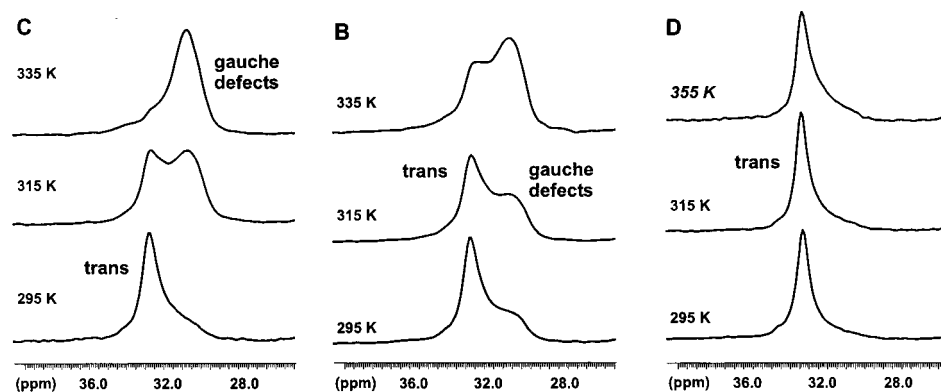 C
335 K
gauche
defects
315 K
trans
295 K
(ppm) 36.0 32.0 28.0
B
335 K
trans
gauche
defects
315 K
295 K
(ppm) 36.0 32.0 28.0
D
355 K
trans
315 K
295 K
(ppm) 36.0 32.0 28.0